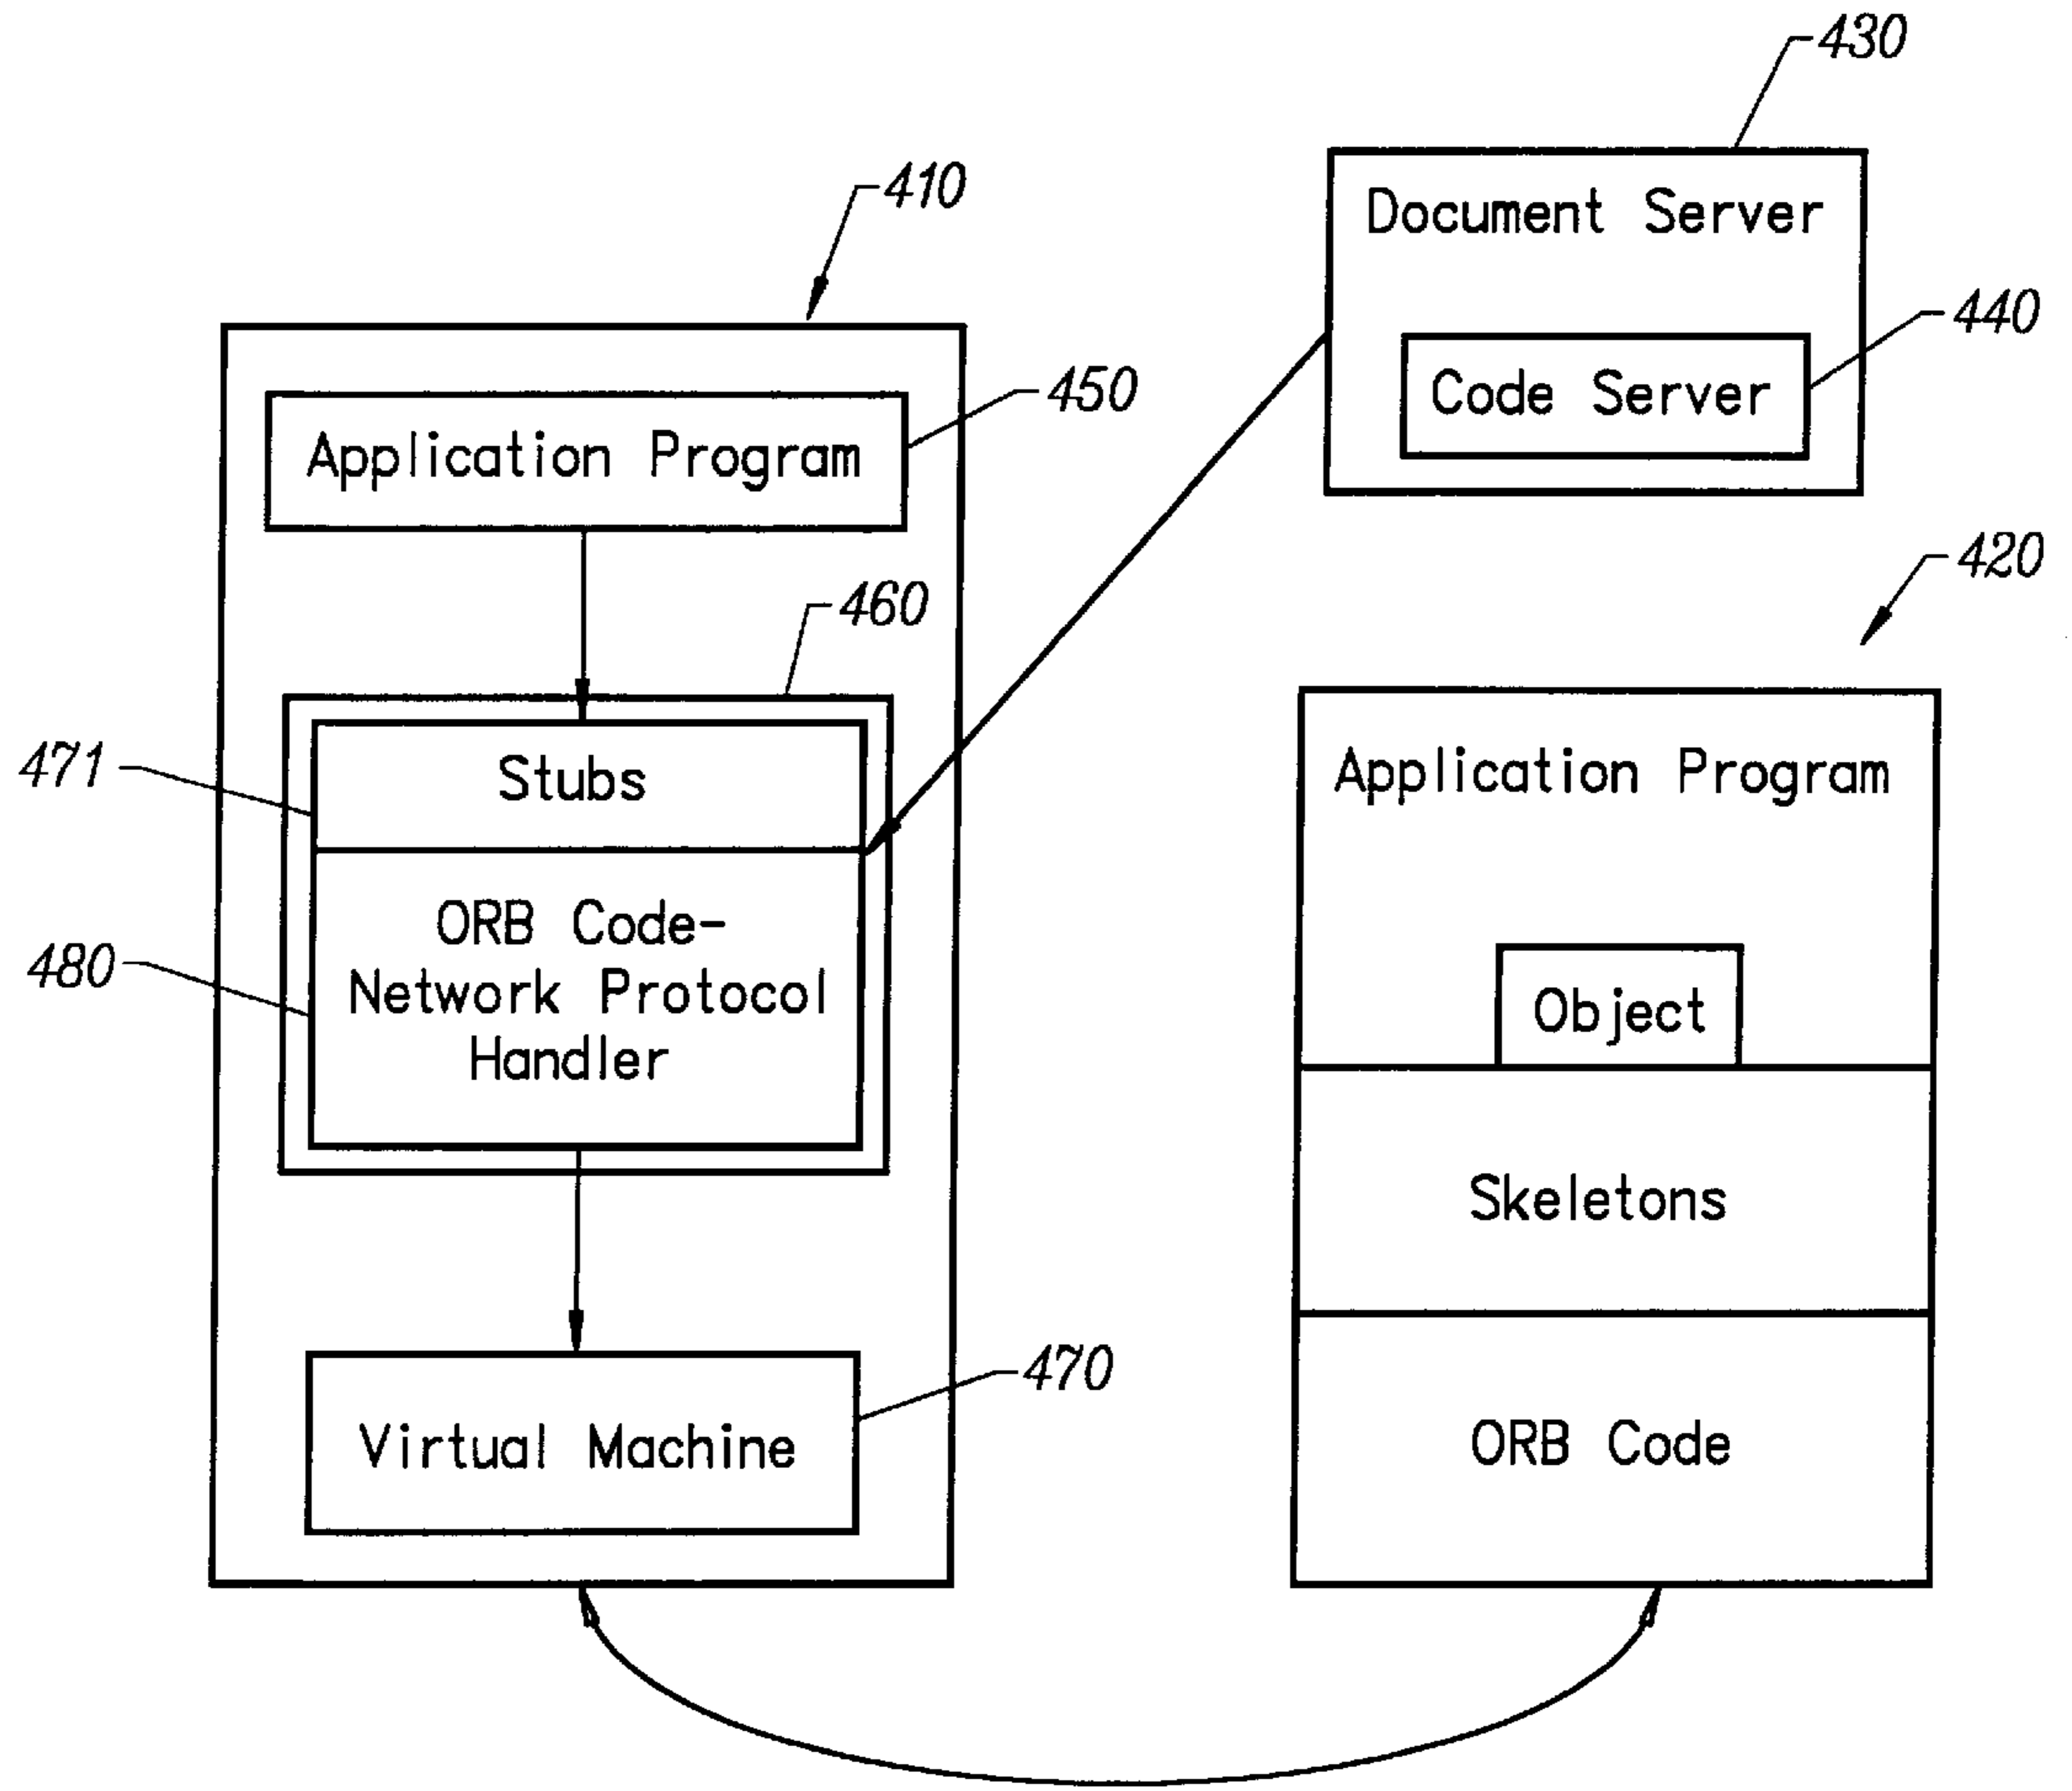 430
Document Server
440
Code Server
410
Application Program
450
460
471
Stubs
480
ORB Code-
Network Protocol
Handler
Virtual Machine
470
420
Application Program
Object
Skeletons
ORB Code